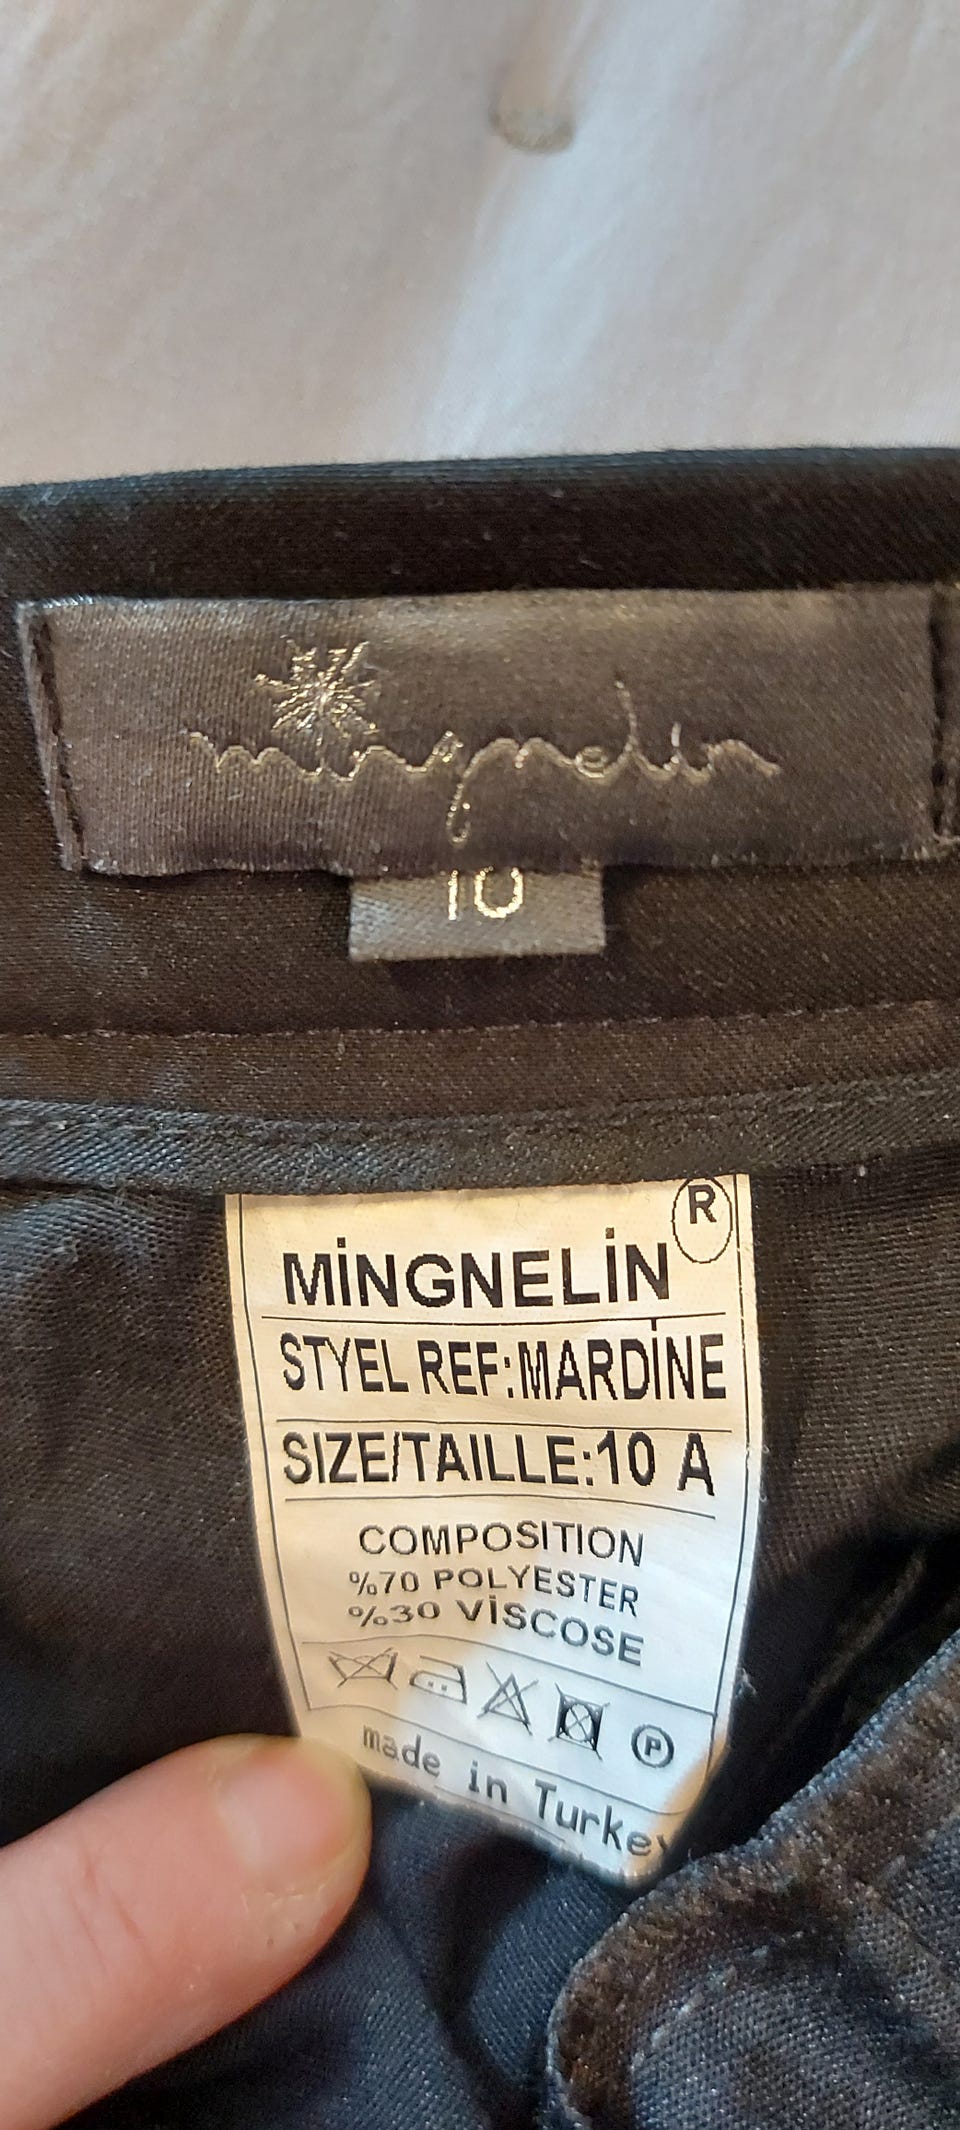 mingnelin
10
R
MİNGNELİN
STYEL REF:MARDİNE
SIZE/TAILLE:10 A
COMPOSITION
%70 POLYESTER
%30 VİSCOSE
P
made in Turkey